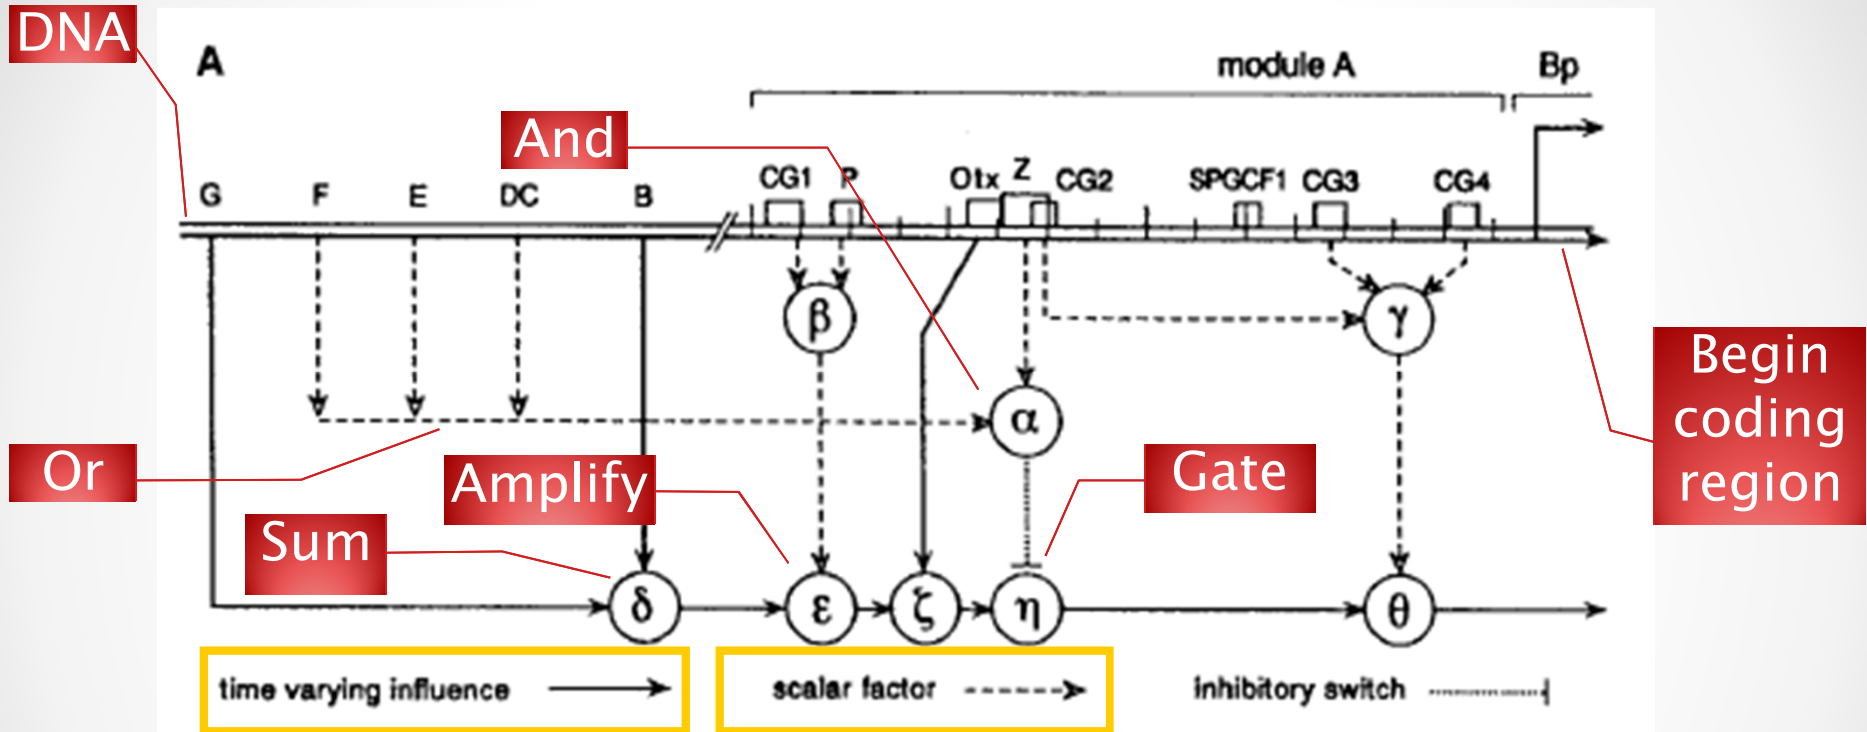 DNA
A
module A
Bp
And
G F E DC B CG1 P Otx Z CG2 SPGCF1 CG3 CG4
β
γ
Begin
coding
region
α
Or
Amplify
Gate
Sum
δ ε ζ η θ
time varying influence
scalar factor
inhibitory switch